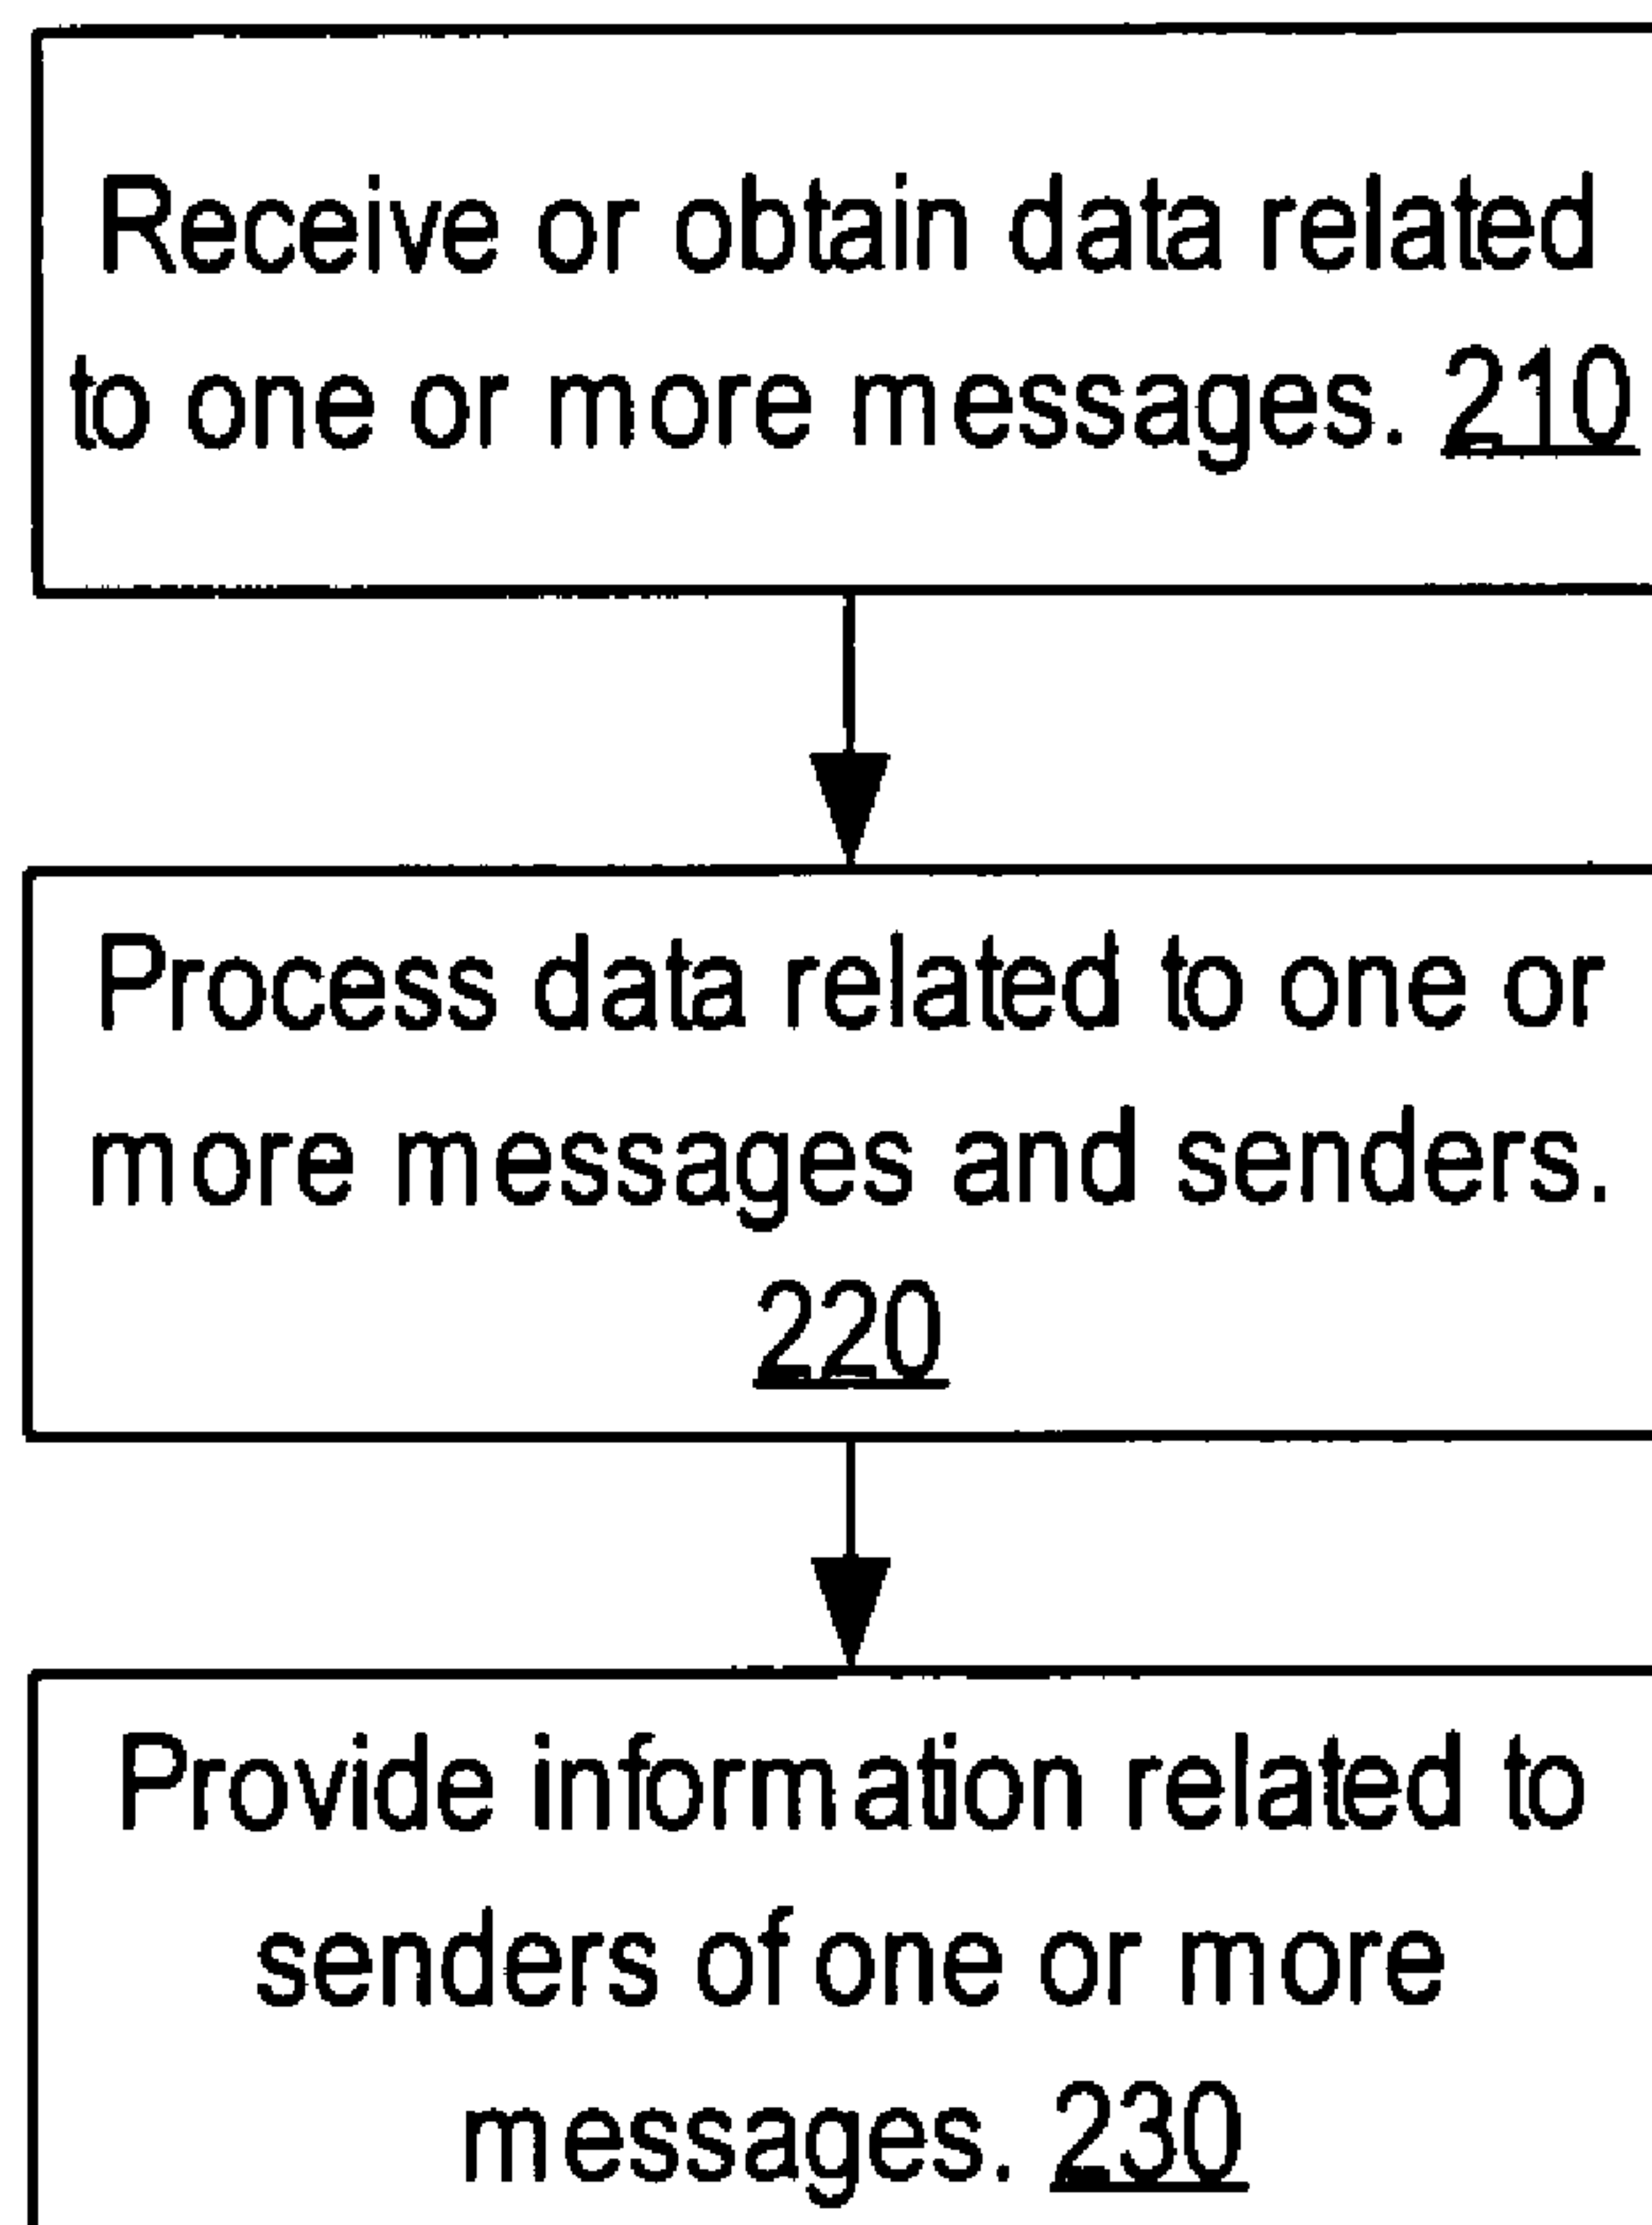 Receive or obtain data related
to one or more messages. 210
Process data related to one or
more messages and senders.
220
Provide information related to
senders of one or more
messages. 230